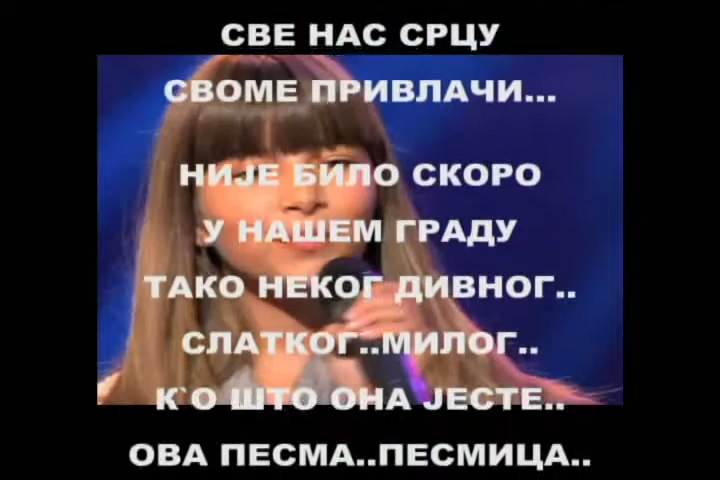 СВЕ НАС СРЦУ
СВОМЕ ПРИВЛАЧИ...
НИЈЕ БИЛО СКОРО
У НАШЕМ ГРАДУ
ТАКО НЕКОГ ДИВНОГ..
СЛАТКОГ..МИЛОГ..
К`О ШТО ОНА ЈЕСТЕ..
ОВА ПЕСМА..ПЕСМИЦА..